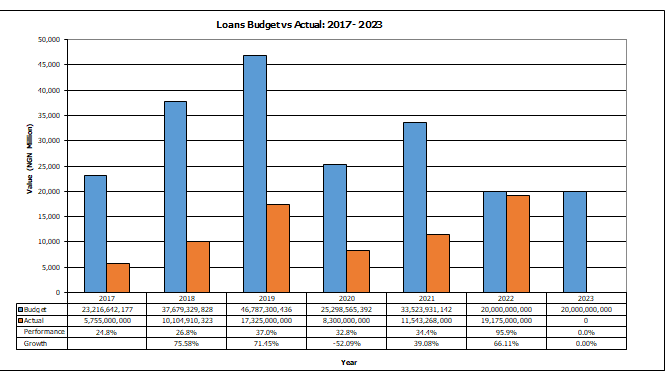 Loans Budget vs Actual: 2017 - 2023
50,000
45,000
40,000
35,000
30,000
25,000
20,000
15,000
10,000
5,000
0
Value (NGN Million)
2017 2018 2019 2020 2021 2022 2023
Budget 23,216,642,177 37,679,329,828 46,787,300,436 25,298,565,392 33,523,931,142 20,000,000,000 20,000,000,000
Actual 5,755,000,000 10,104,910,323 17,325,000,000 8,300,000,000 11,543,268,000 19,175,000,000 0
Performance 24.8% 26.8% 37.0% 32.8% 34.4% 95.9% 0.0%
Growth 75.58% 71.45% -52.09% 39.08% 66.11% 0.00%
Year